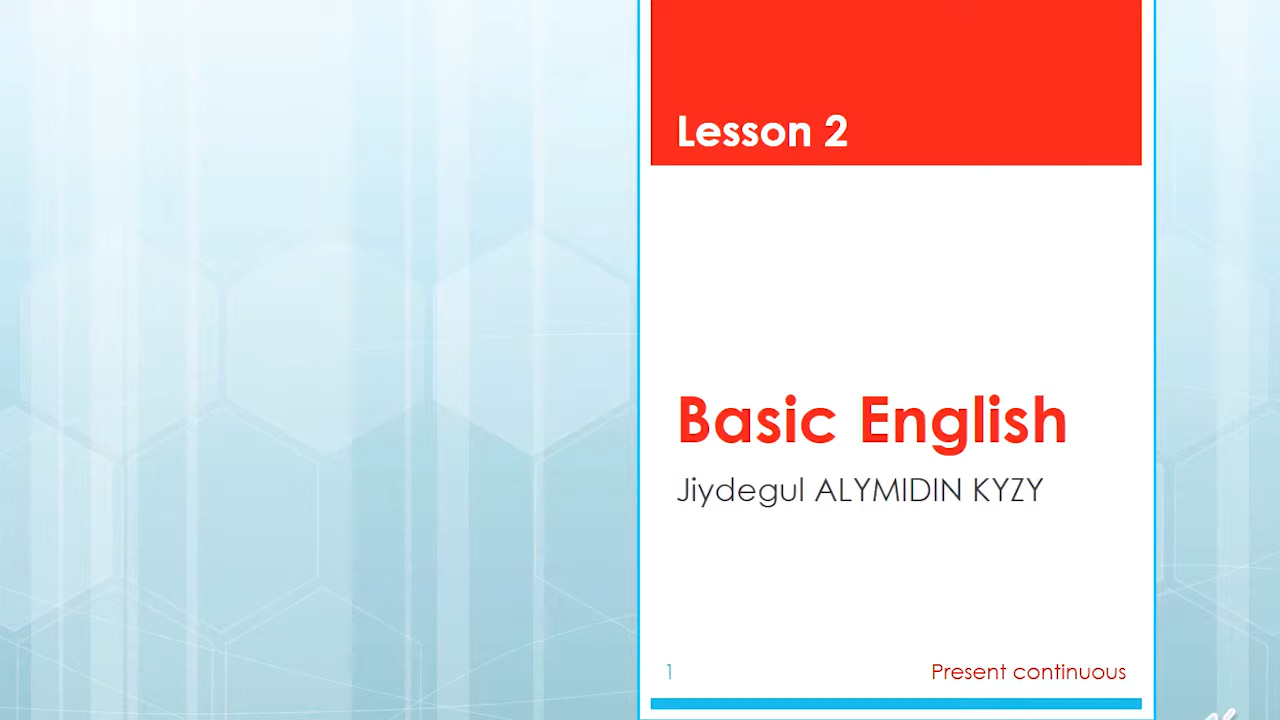 Lesson 2
Basic English
Jiydegul ALYMIDIN KYZY
1
Present continuous